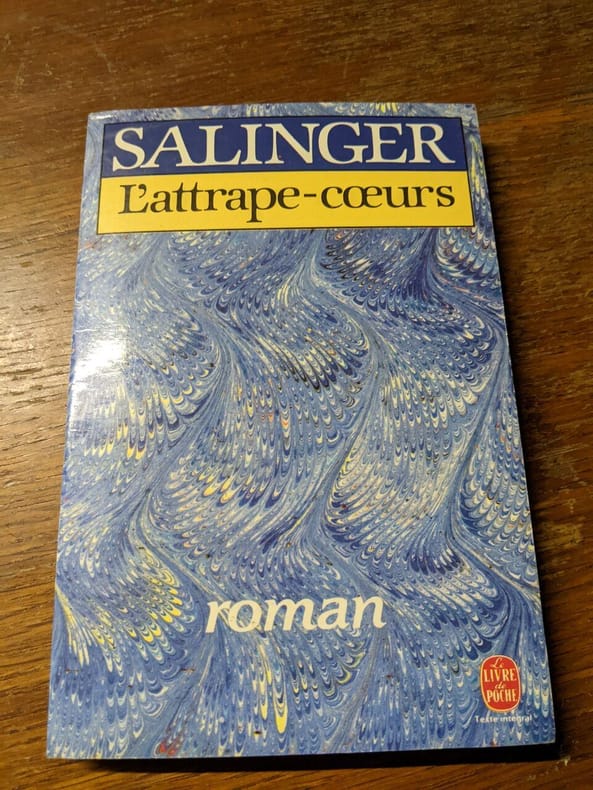 SALINGER
L'attrape-cœurs
roman
Le
LIVRE
de
POCHE
Texte intégral